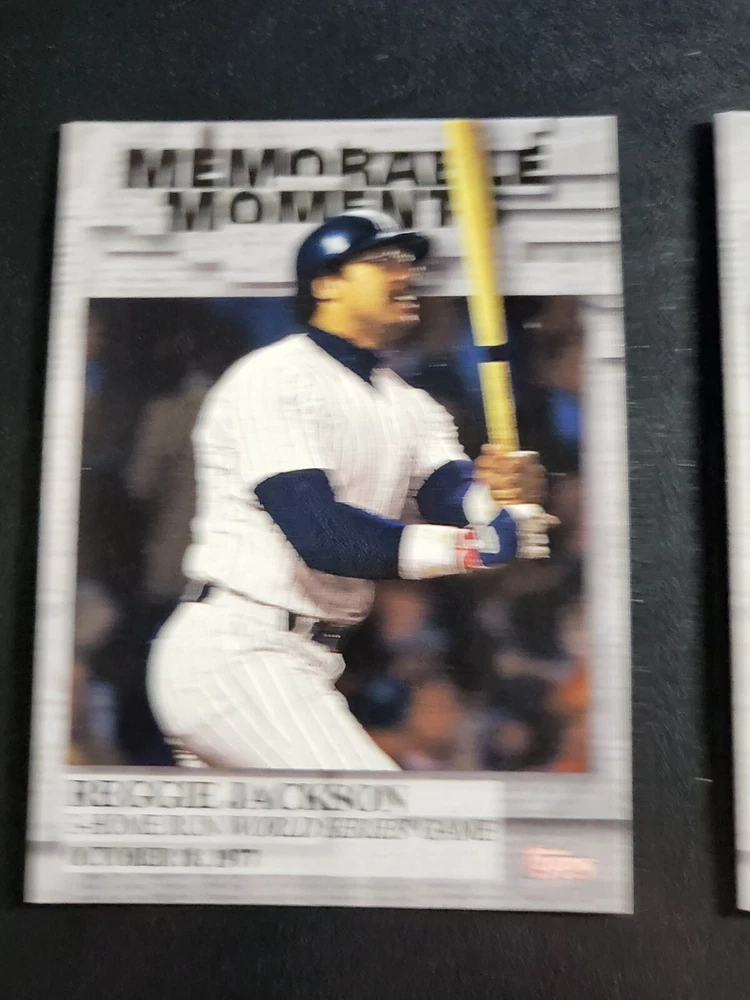 MEMORABLE
MOMENTS
REGGIE JACKSON
3-HOME RUN WORLD SERIES GAME
OCTOBER 18, 1977
Topps